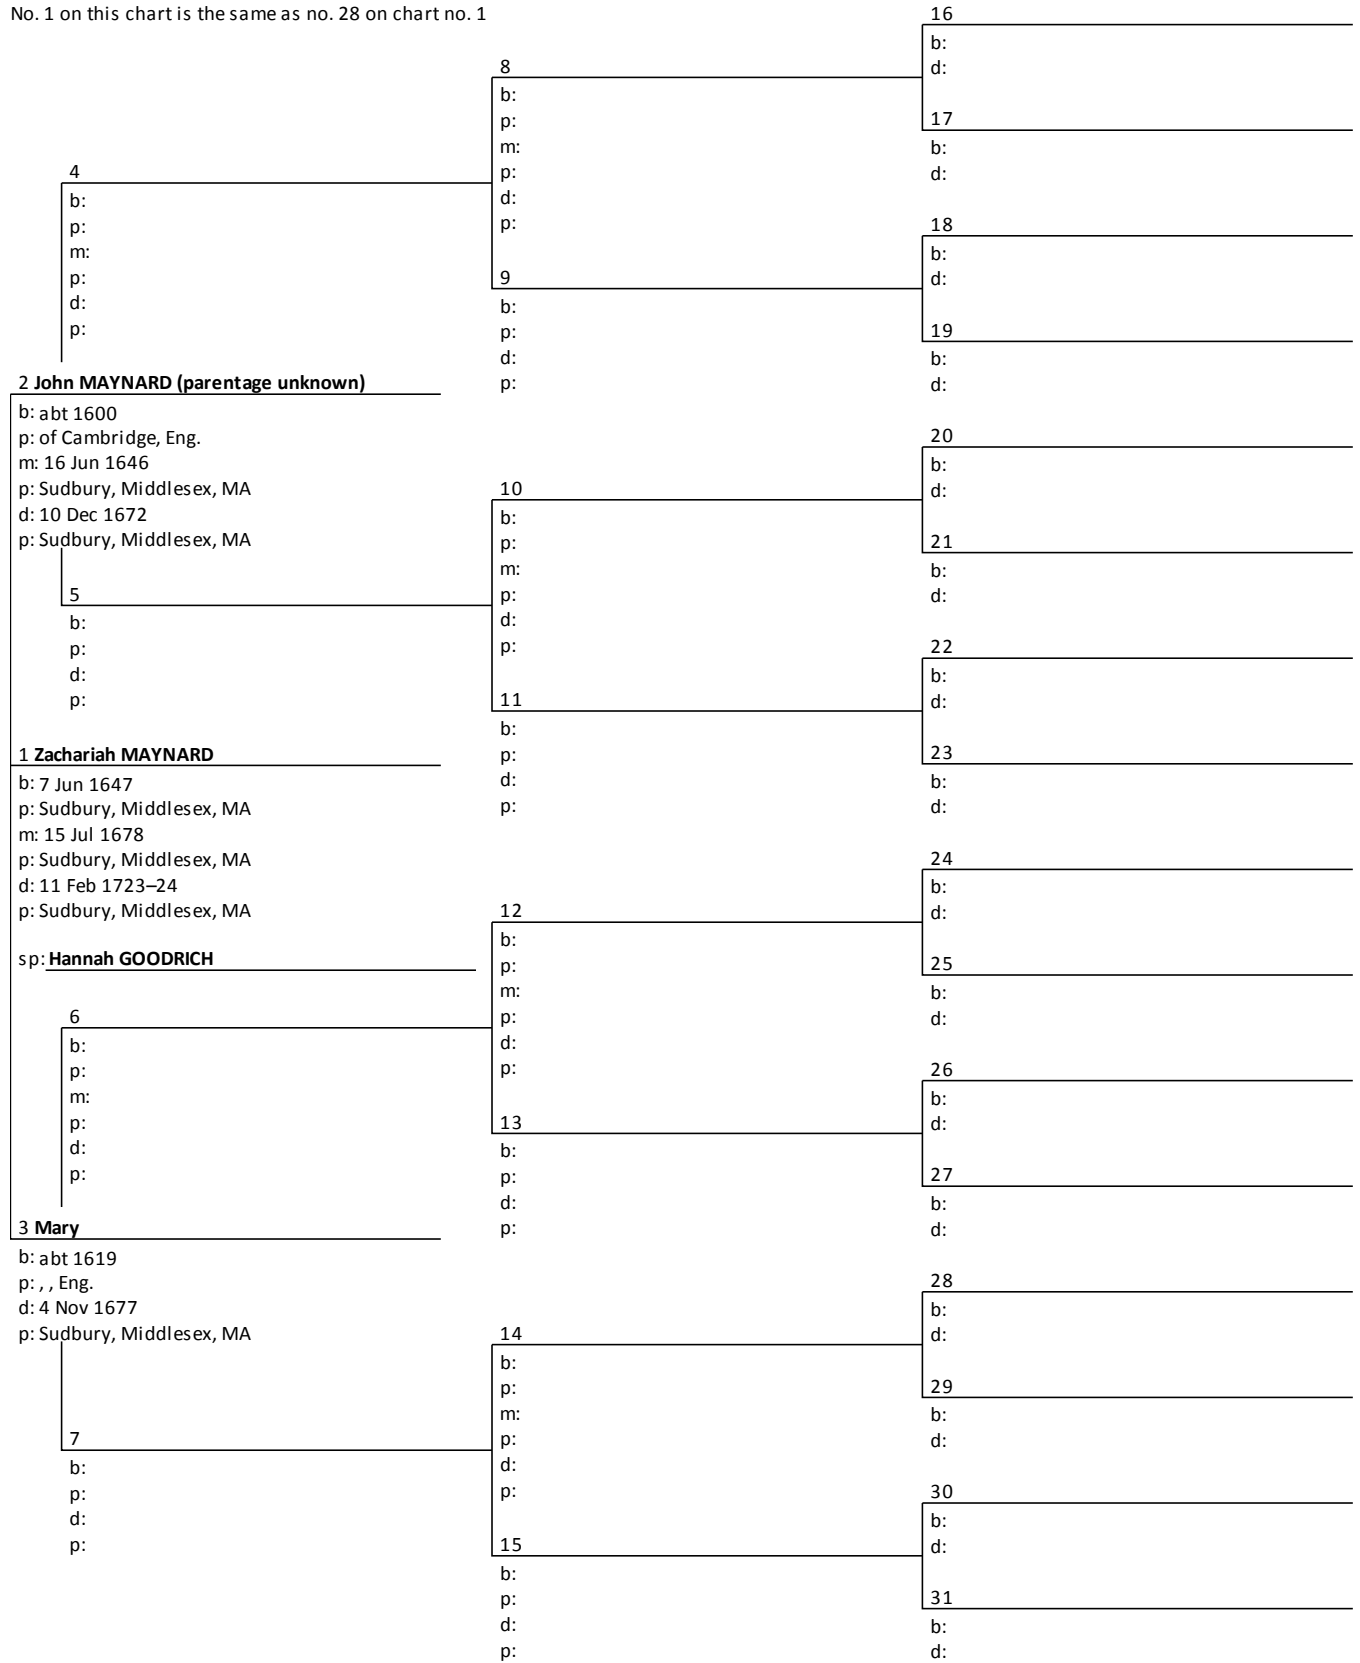 No. 1 on this chart is the same as no. 28 on chart no. 1
4
b:
p:
m:
p:
d:
p:
2 John MAYNARD (parentage unknown)
b: abt 1600
p: of Cambridge, Eng.
m: 16 Jun 1646
p: Sudbury, Middlesex, MA
d: 10 Dec 1672
p: Sudbury, Middlesex, MA
5
b:
p:
d:
p:
1 Zachariah MAYNARD
b: 7 Jun 1647
p: Sudbury, Middlesex, MA
m: 15 Jul 1678
p: Sudbury, Middlesex, MA
d: 11 Feb 1723–24
p: Sudbury, Middlesex, MA
sp: Hannah GOODRICH
6
b:
p:
m:
p:
d:
p:
3 Mary
b: abt 1619
p: , , Eng.
d: 4 Nov 1677
p: Sudbury, Middlesex, MA
7
b:
p:
d:
p:
8
b:
p:
m:
p:
d:
p:
9
b:
p:
d:
p:
10
b:
p:
m:
p:
d:
p:
11
b:
p:
d:
p:
12
b:
p:
m:
p:
d:
p:
13
b:
p:
d:
p:
14
b:
p:
m:
p:
d:
p:
15
b:
p:
d:
p:
16
b:
d:
17
b:
d:
18
b:
d:
19
b:
d:
20
b:
d:
21
b:
d:
22
b:
d:
23
b:
d:
24
b:
d:
25
b:
d:
26
b:
d:
27
b:
d:
28
b:
d:
29
b:
d:
30
b:
d:
31
b:
d: